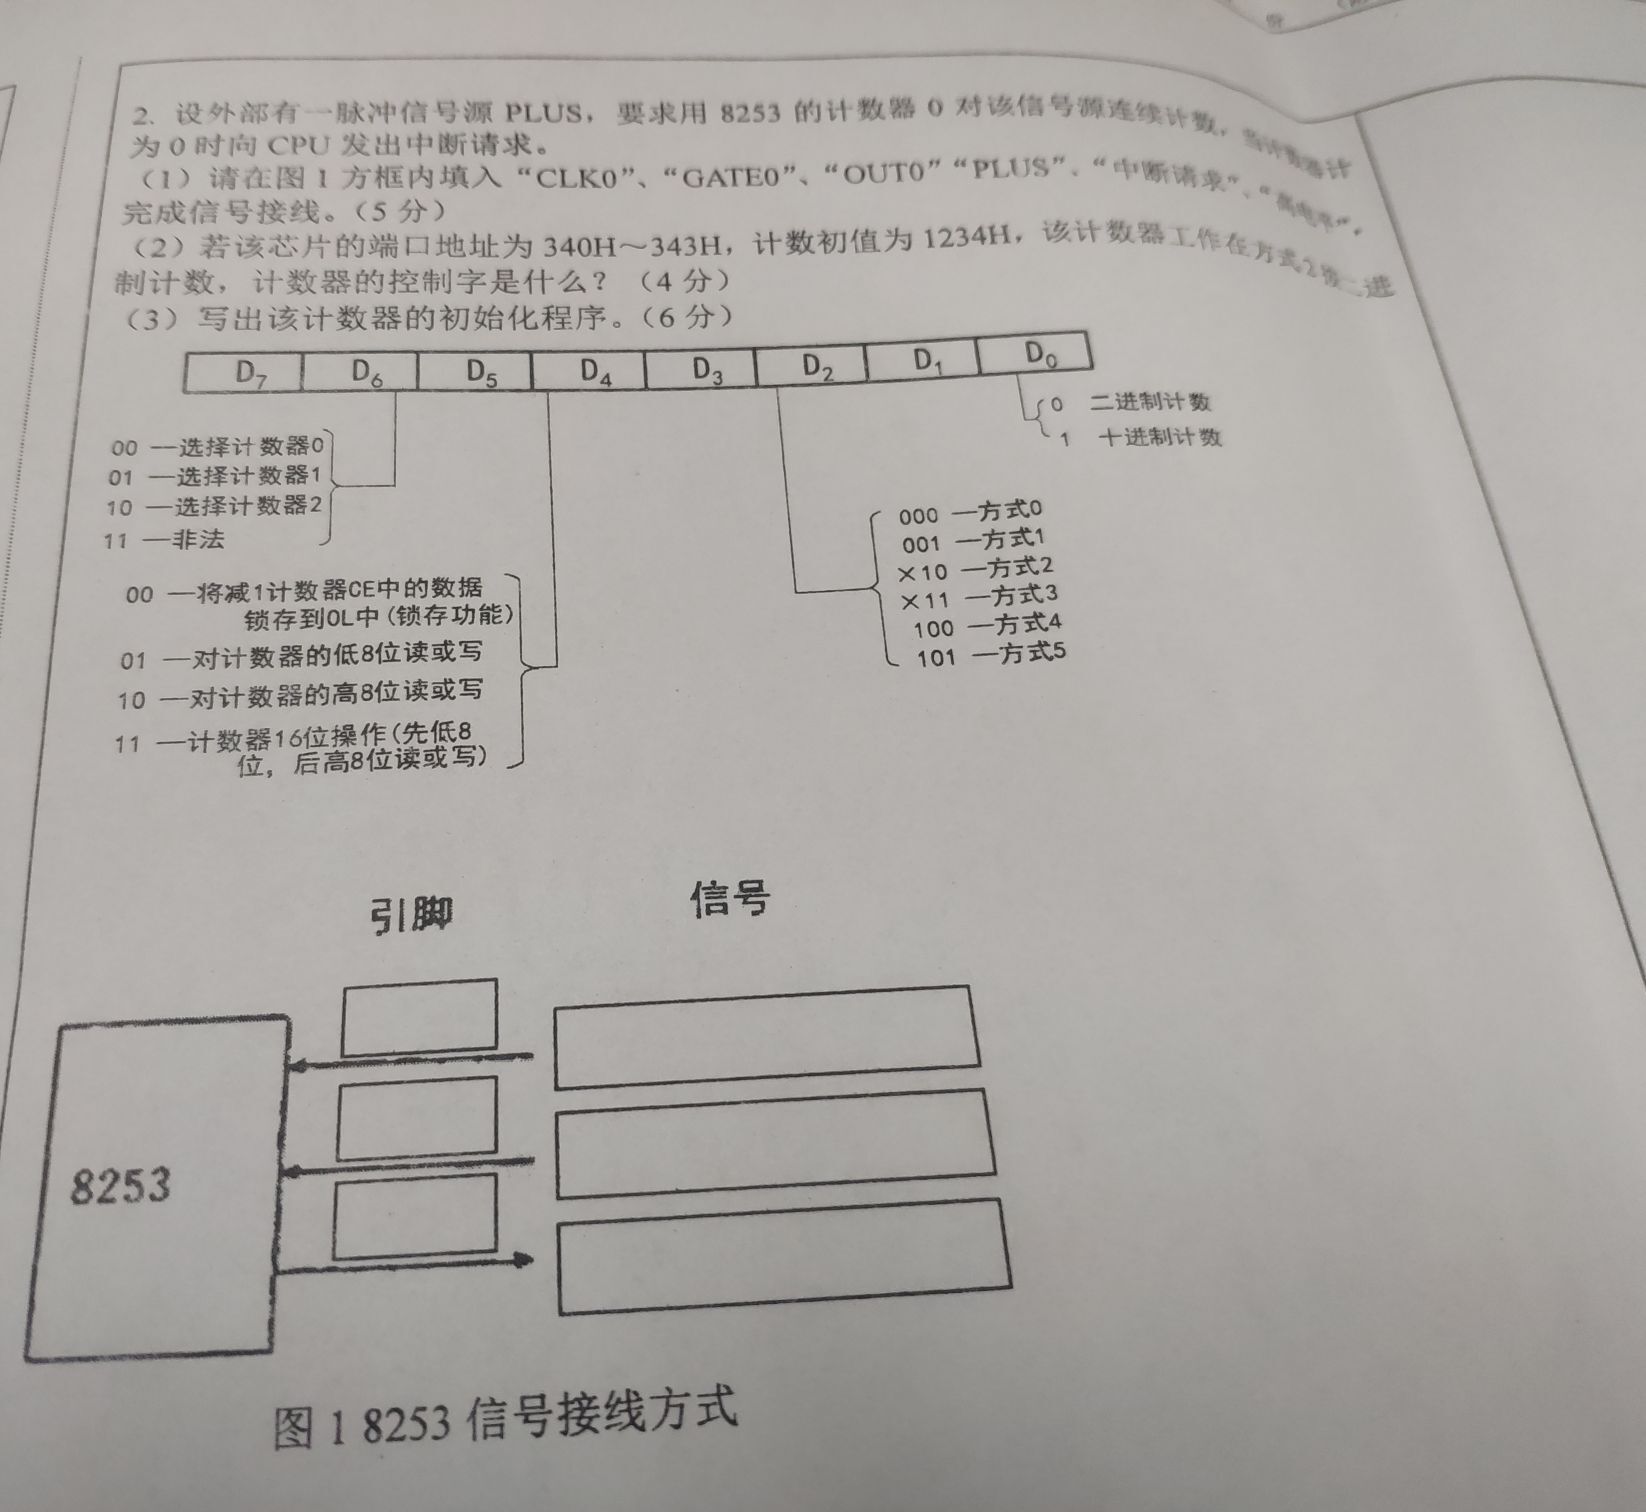 2. 设外部有一脉冲信号源 PLUS，要求用 8253 的计数器 0 对该信号源连续计数，当计数器计
为 0 时向 CPU 发出中断请求。
（1）请在图 1 方框内填入“CLK0”、“GATE0”、“OUT0”“PLUS”、“中断请求”、“高电平”，
完成信号接线。（5 分）
（2）若该芯片的端口地址为 340H～343H，计数初值为 1234H，该计数器工作在方式2 二进
制计数，计数器的控制字是什么？（4 分）
（3）写出该计数器的初始化程序。（6 分）
D7 D6 D5 D4 D3 D2 D1 D0
0 二进制计数
1 十进制计数
00 —选择计数器0
01 —选择计数器1
10 —选择计数器2
11 —非法
000 —方式0
001 —方式1
×10 —方式2
×11 —方式3
100 —方式4
101 —方式5
00 —将减1计数器CE中的数据
锁存到OL中(锁存功能)
01 —对计数器的低8位读或写
10 —对计数器的高8位读或写
11 —计数器16位操作(先低8
位，后高8位读或写)
引脚 信号
8253
图 1 8253 信号接线方式